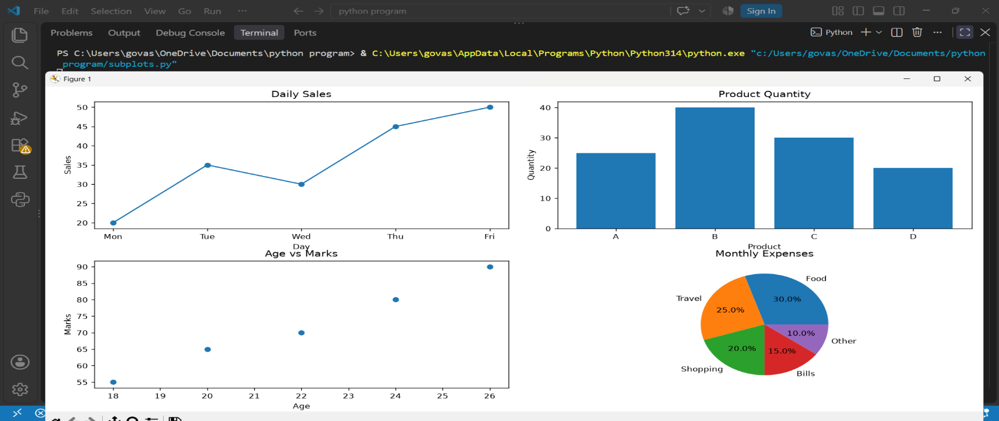 File Edit Selection View Go Run ··· python program Sign In
Problems Output Debug Console Terminal Ports Python
PS C:\Users\govas\OneDrive\Documents\python program> & C:\Users\govas\AppData\Local\Programs\Python\Python314\python.exe "c:/Users/govas/OneDrive/Documents/python
program/subplots.py"
Figure 1
Daily Sales
50
45
40
35
30
25
20
Sales
Mon Tue Wed Thu Fri
Day
Product Quantity
40
30
20
10
0
Quantity
A B C D
Product
Age vs Marks
90
85
80
75
70
65
60
55
Marks
18 19 20 21 22 23 24 25 26
Age
Monthly Expenses
Food
30.0%
Travel
25.0%
Shopping
20.0%
Bills
15.0%
Other
10.0%